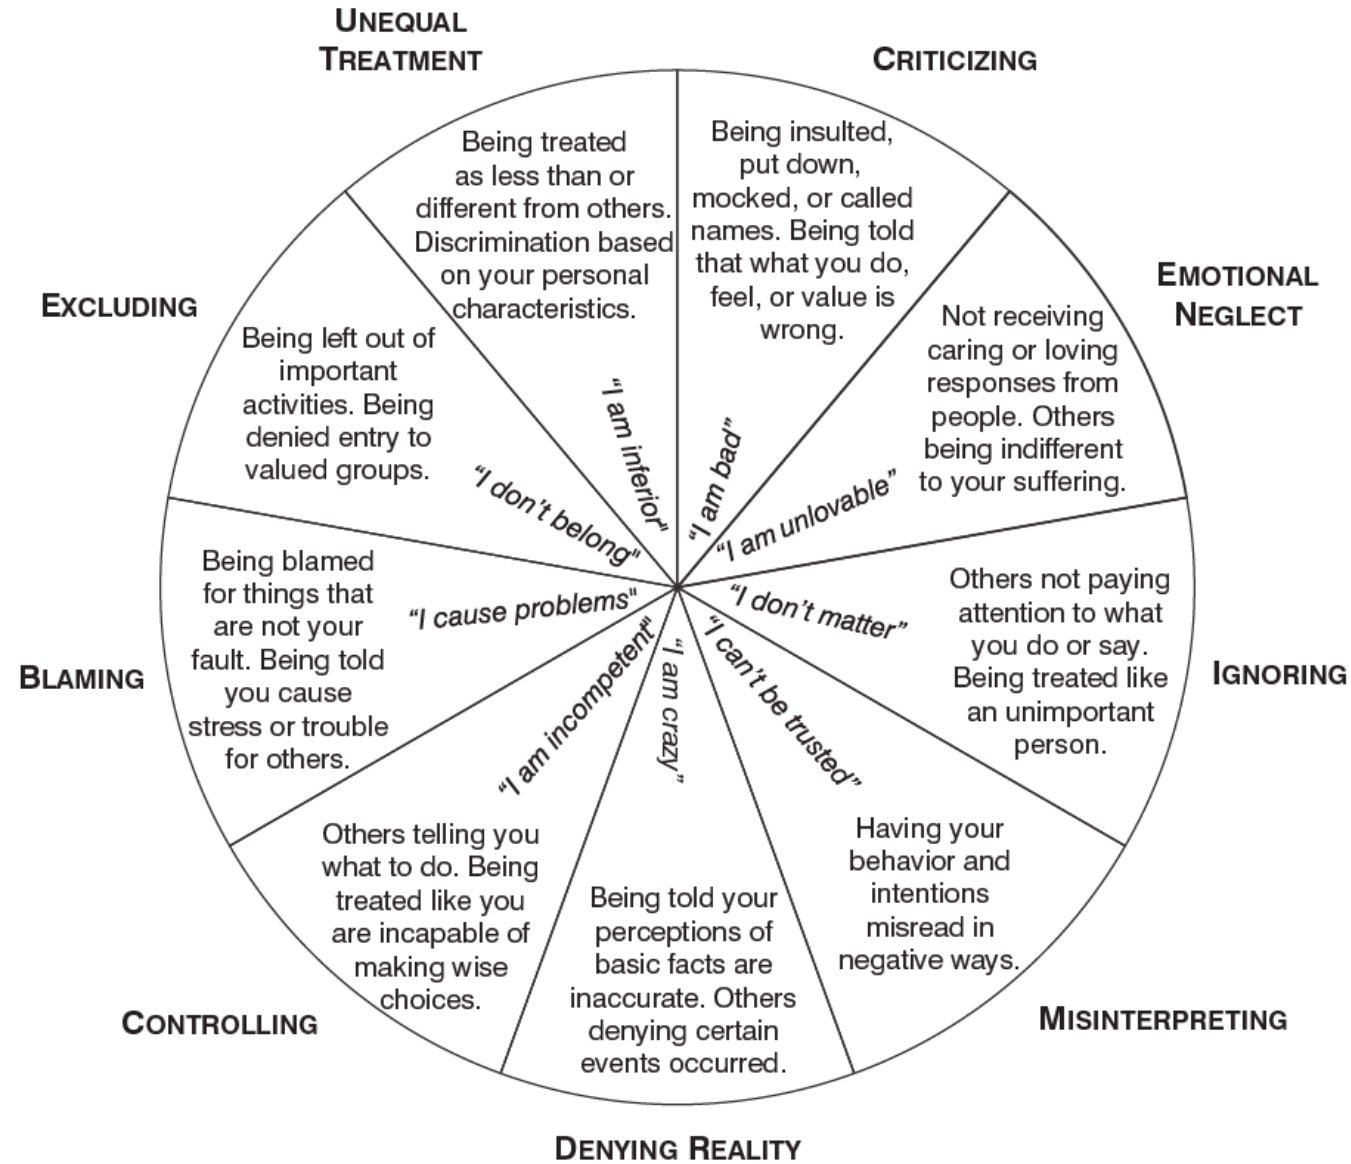 UNEQUAL
TREATMENT
Being treated
as less than or
different from others.
Discrimination based
on your personal
characteristics.
“I am inferior"
CRITICIZING
Being insulted,
put down,
mocked, or called
names. Being told
that what you do,
feel, or value is
wrong.
“I am bad”
EMOTIONAL
NEGLECT
Not receiving
caring or loving
responses from
people. Others
being indifferent
to your suffering.
“I am unlovable”
IGNORING
Others not paying
attention to what
you do or say.
Being treated like
an unimportant
person.
“I don’t matter”
MISINTERPRETING
Having your
behavior and
intentions
misread in
negative ways.
“I can’t be trusted”
DENYING REALITY
Being told your
perceptions of
basic facts are
inaccurate. Others
denying certain
events occurred.
“I am crazy”
CONTROLLING
Others telling you
what to do. Being
treated like you
are incapable of
making wise
choices.
“I am incompetent"
BLAMING
Being blamed
for things that
are not your
fault. Being told
you cause
stress or trouble
for others.
“I cause problems"
EXCLUDING
Being left out of
important
activities. Being
denied entry to
valued groups.
“I don’t belong"